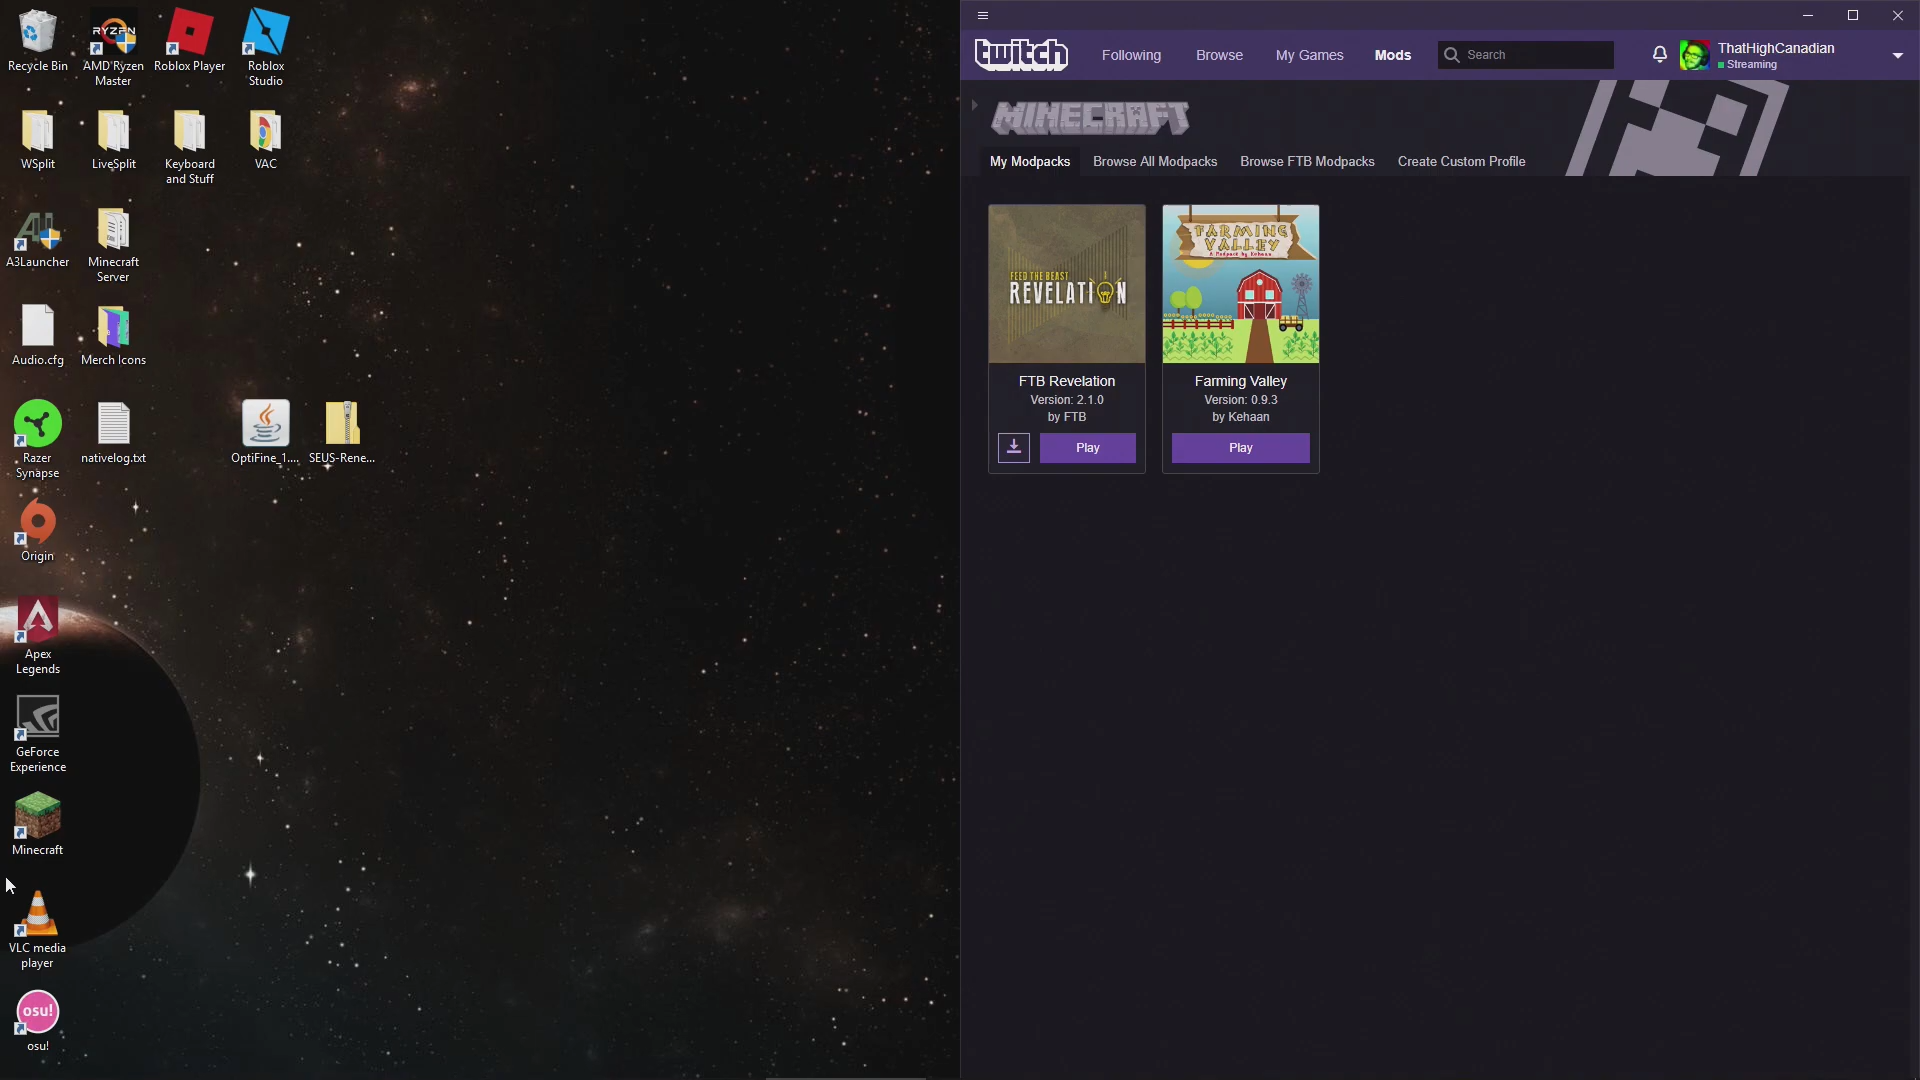 Recycle Bin
RYZEN
AMD Ryzen
Master
Roblox Player
Roblox
Studio
WSplit
LiveSplit
Keyboard
and Stuff
VAC
A3Launcher
Minecraft
Server
Audio.cfg
Merch Icons
Razer
Synapse
nativelog.txt
OptiFine_1....
SEUS-Rene...
Origin
Apex
Legends
GeForce
Experience
Minecraft
VLC media
player
osu!
osu!
twitch
Following
Browse
My Games
Mods
Search
ThatHighCanadian
Streaming
MINECRAFT
My Modpacks
Browse All Modpacks
Browse FTB Modpacks
Create Custom Profile
FEED THE BEAST
REVELATION
FTB Revelation
Version: 2.1.0
by FTB
Play
FARMING
VALLEY
A Modpack by Kehaan
Farming Valley
Version: 0.9.3
by Kehaan
Play